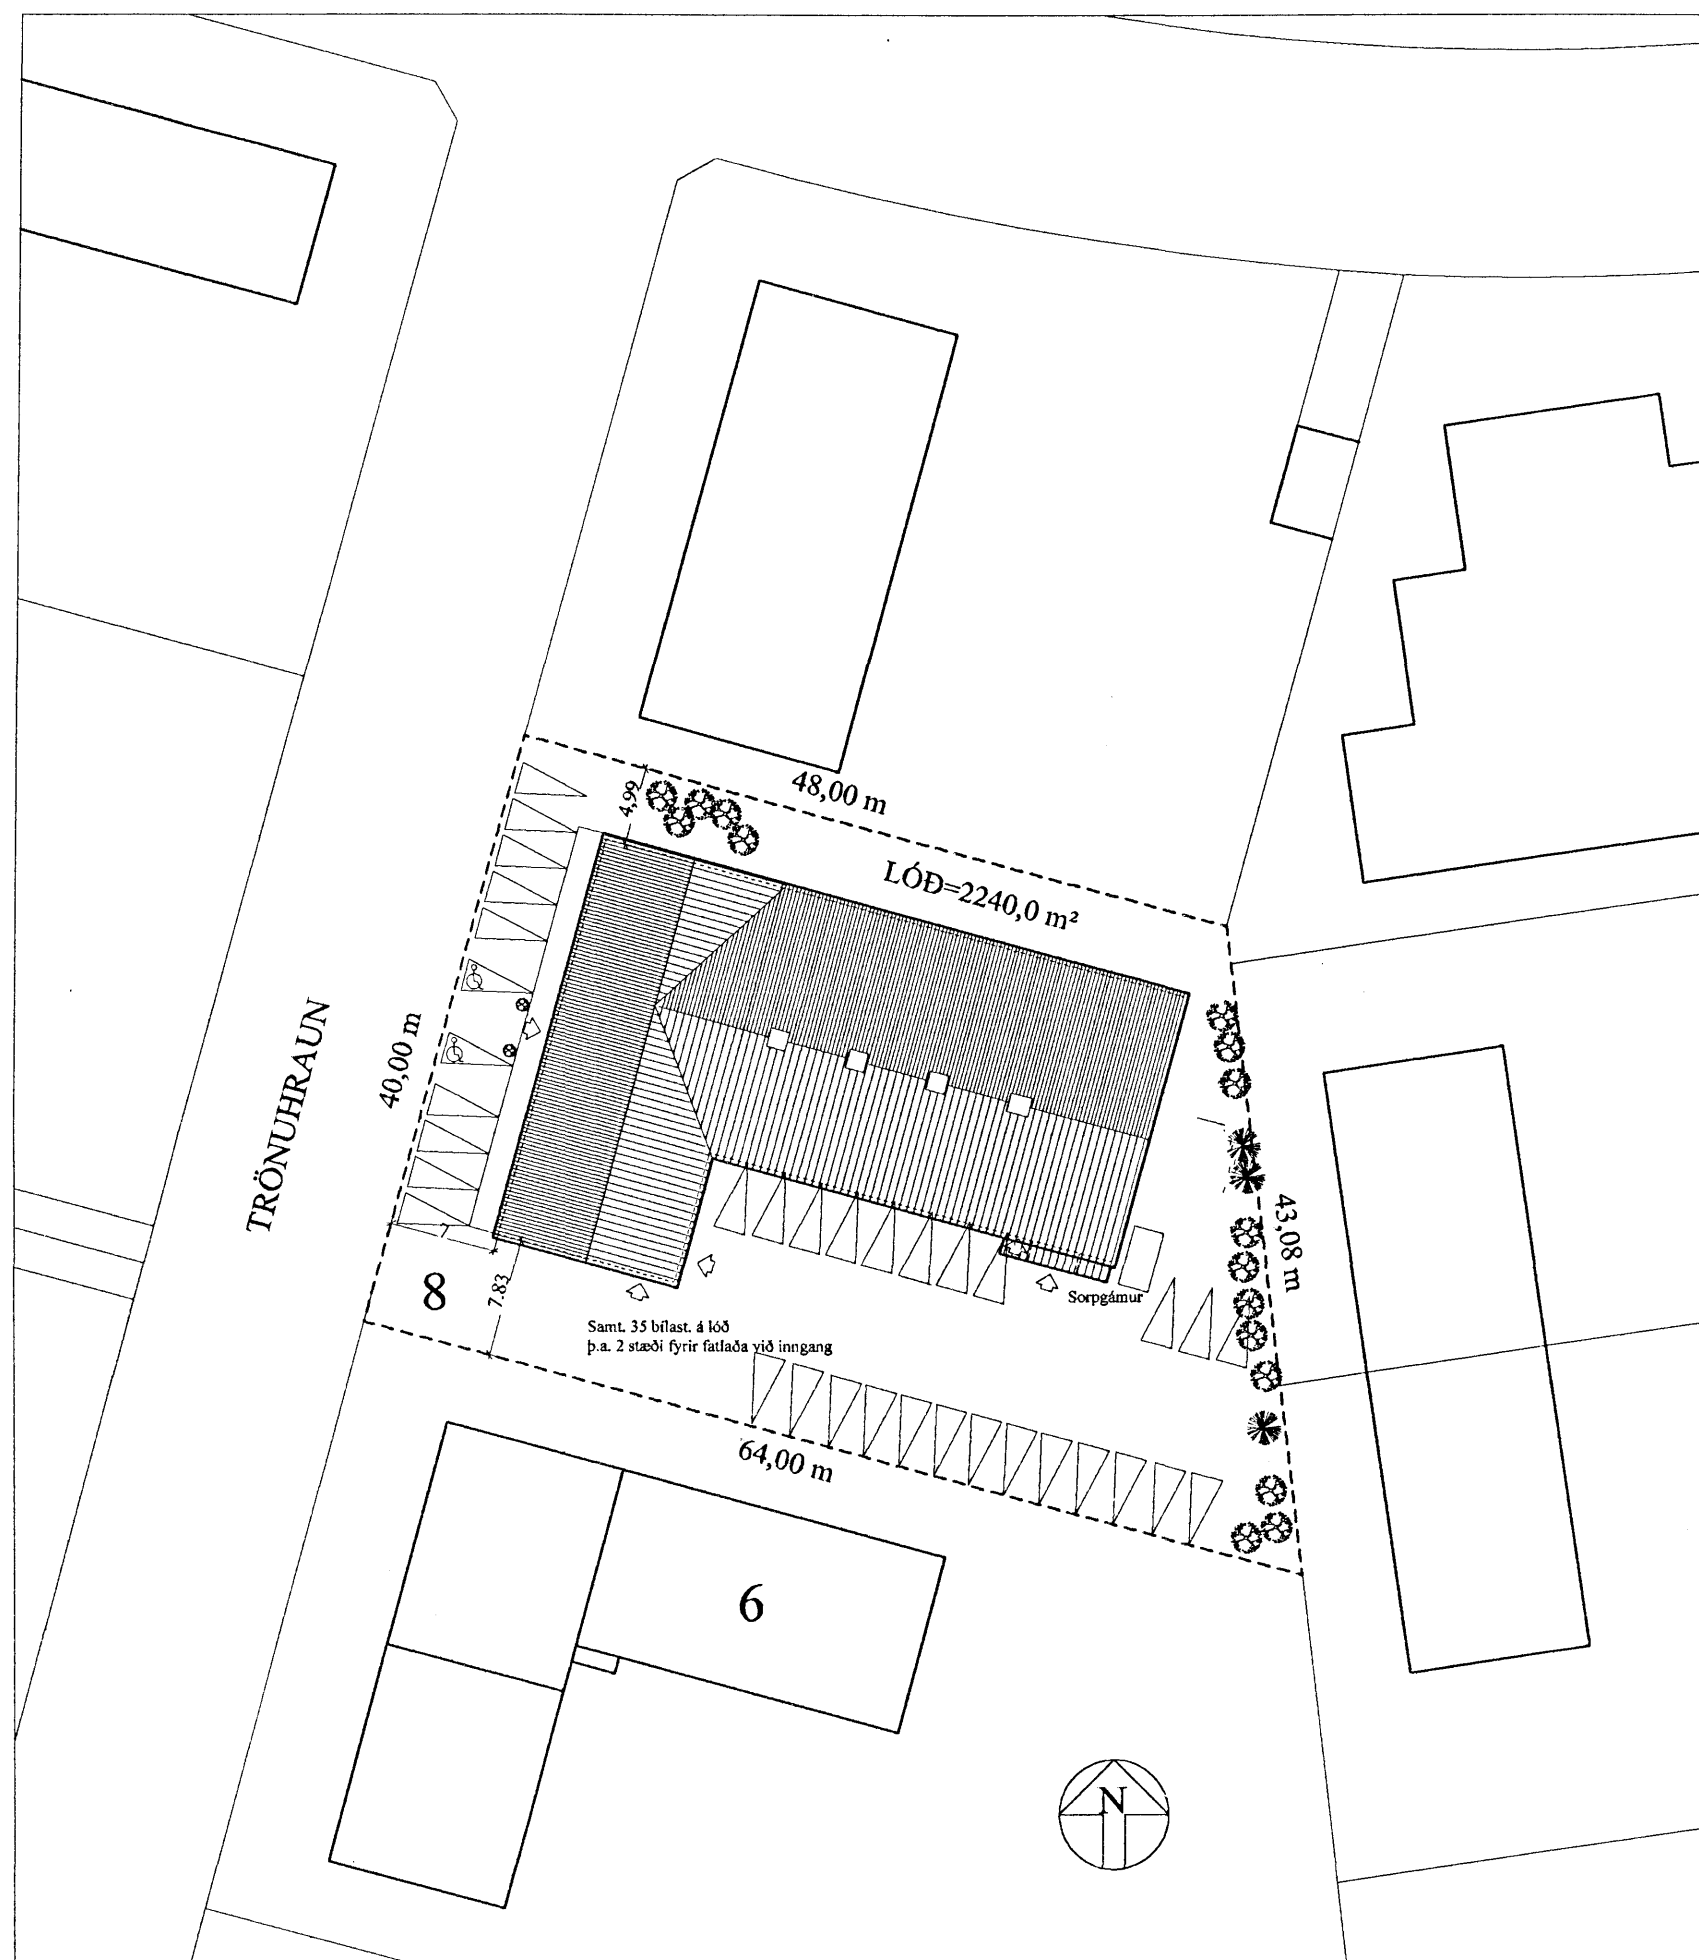 48,00 m
4,99
LÓÐ=2240,0 m²
40,00 m
TRÖNUHRAUN
43,08 m
7
8
7.83
Sorpgámur
Samt. 35 bílast. á lóð
þ.a. 2 stæði fyrir fatlaða við inngang
64,00 m
6
N